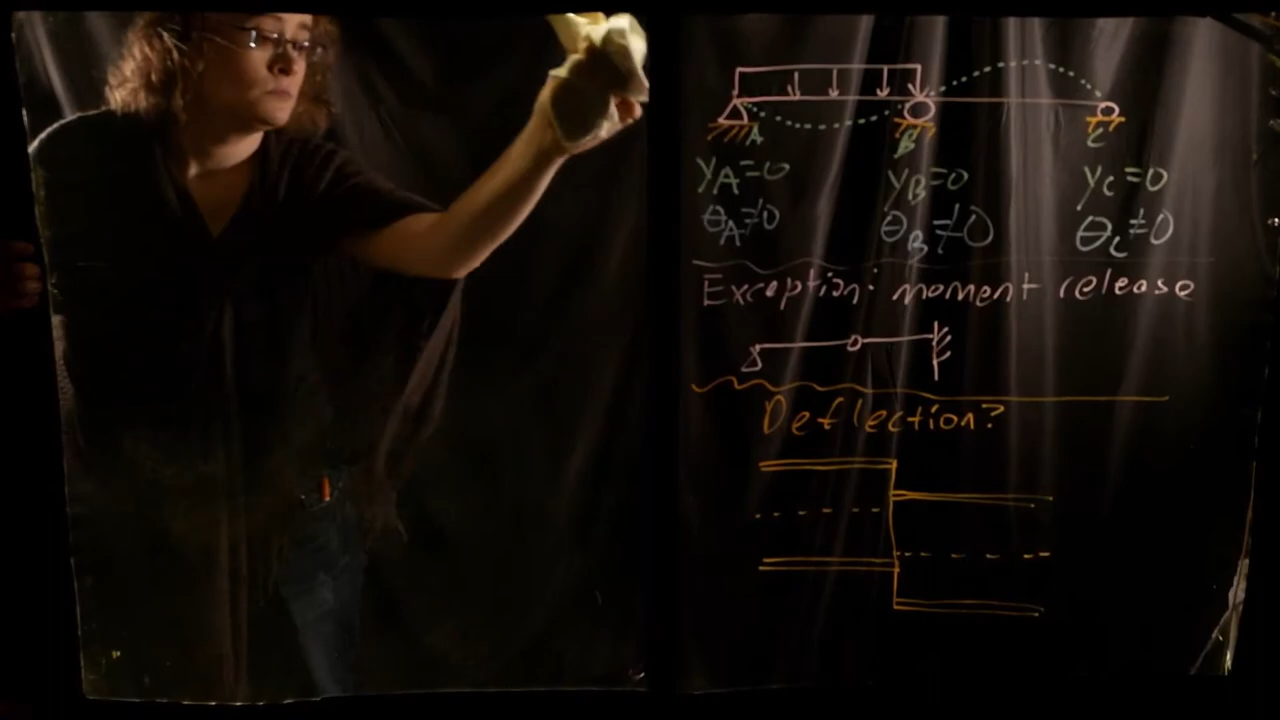 A B C
yA=0 yB=0 yC=0
θA≠0 θB≠0 θC≠0
Exception: moment release
Deflection?